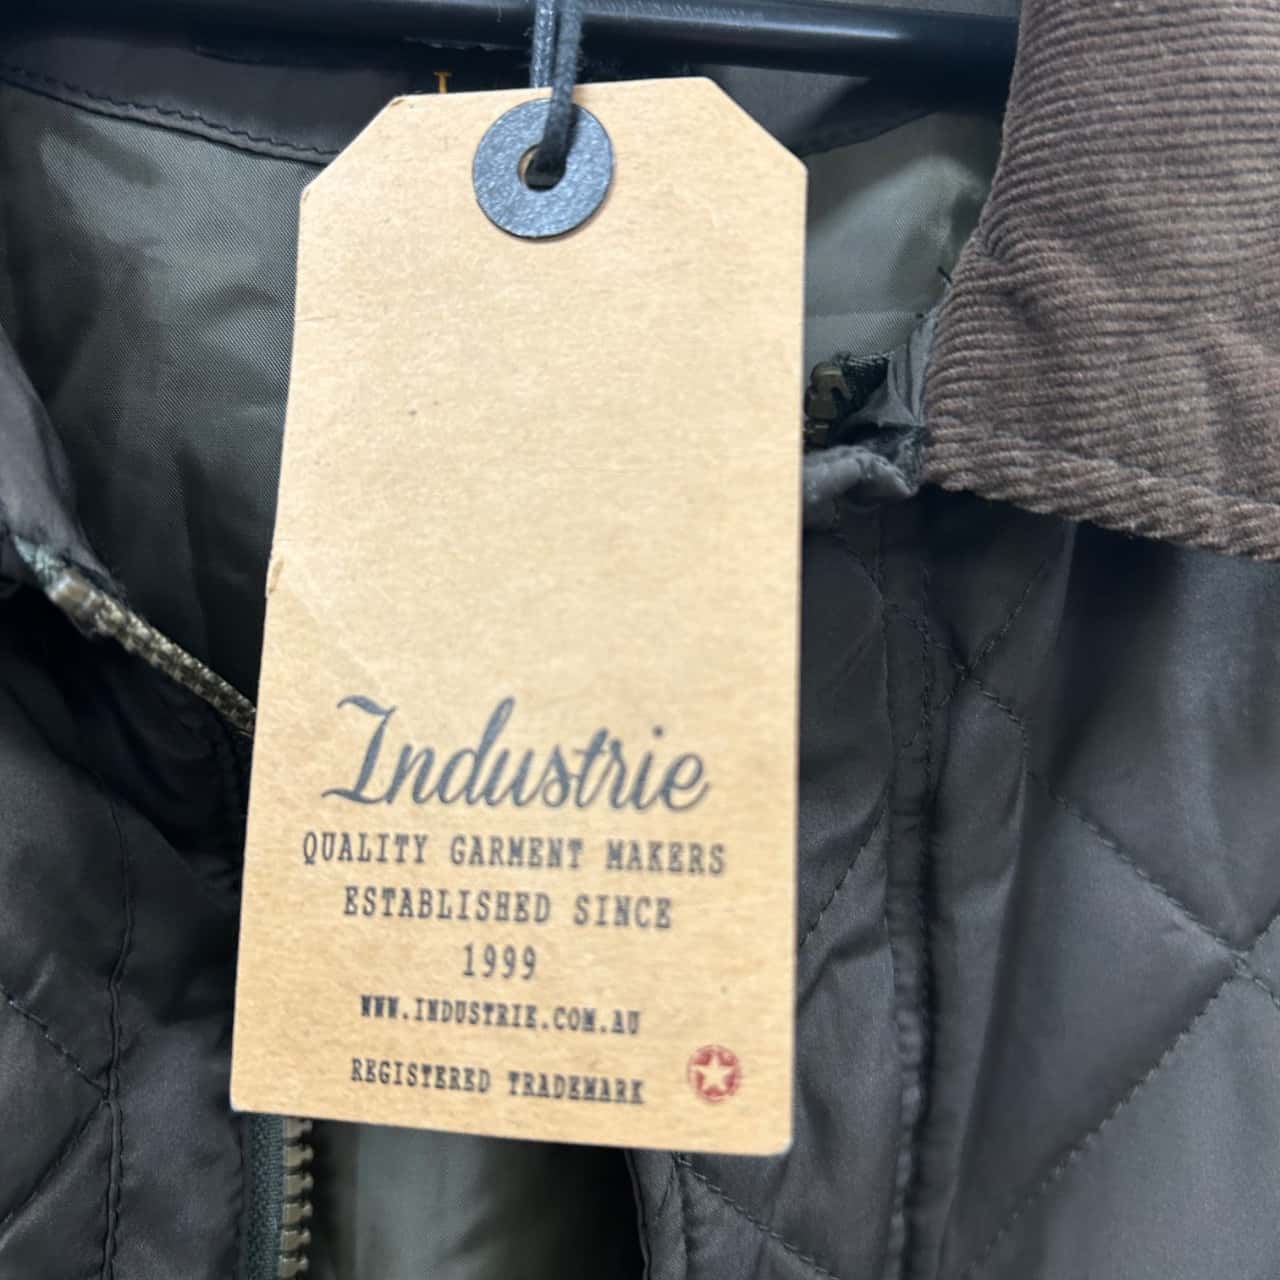 Industrie
QUALITY GARMENT MAKERS
ESTABLISHED SINCE
1999
WWW.INDUSTRIE.COM.AU
REGISTERED TRADEMARK